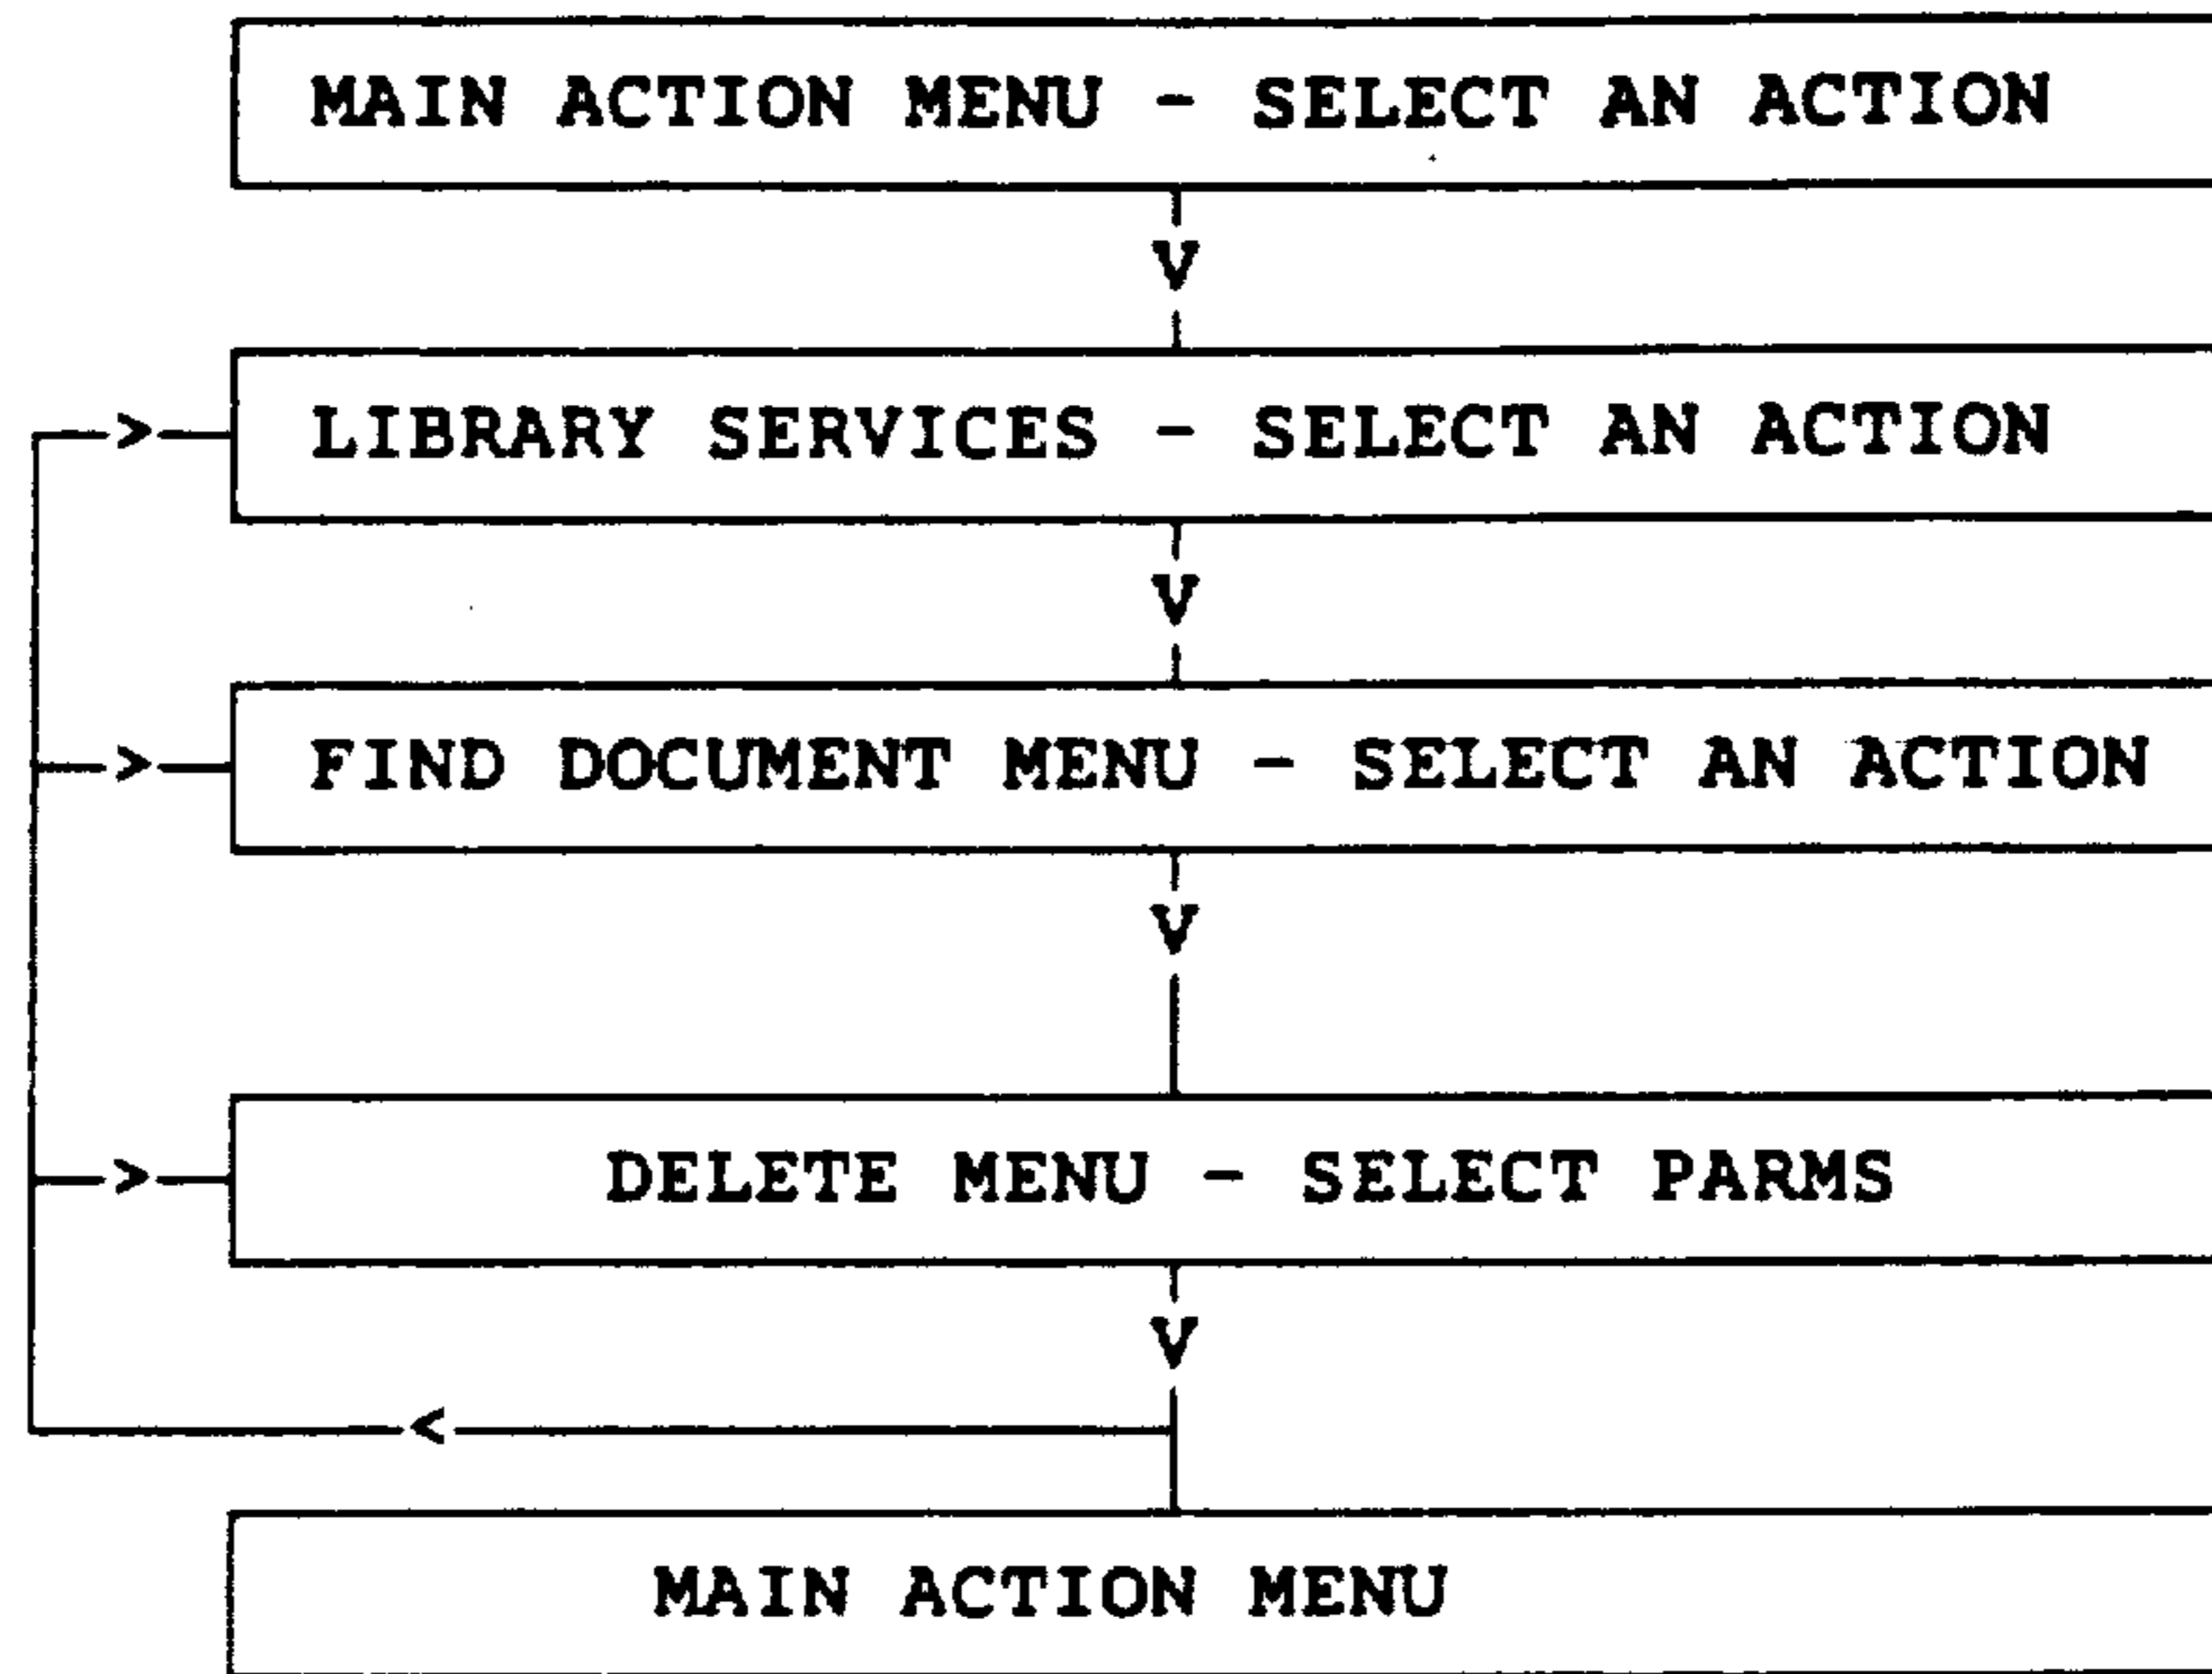 MAIN ACTION MENU - SELECT AN ACTION
V
LIBRARY SERVICES - SELECT AN ACTION
V
FIND DOCUMENT MENU - SELECT AN ACTION
V
DELETE MENU - SELECT PARMS
V
MAIN ACTION MENU